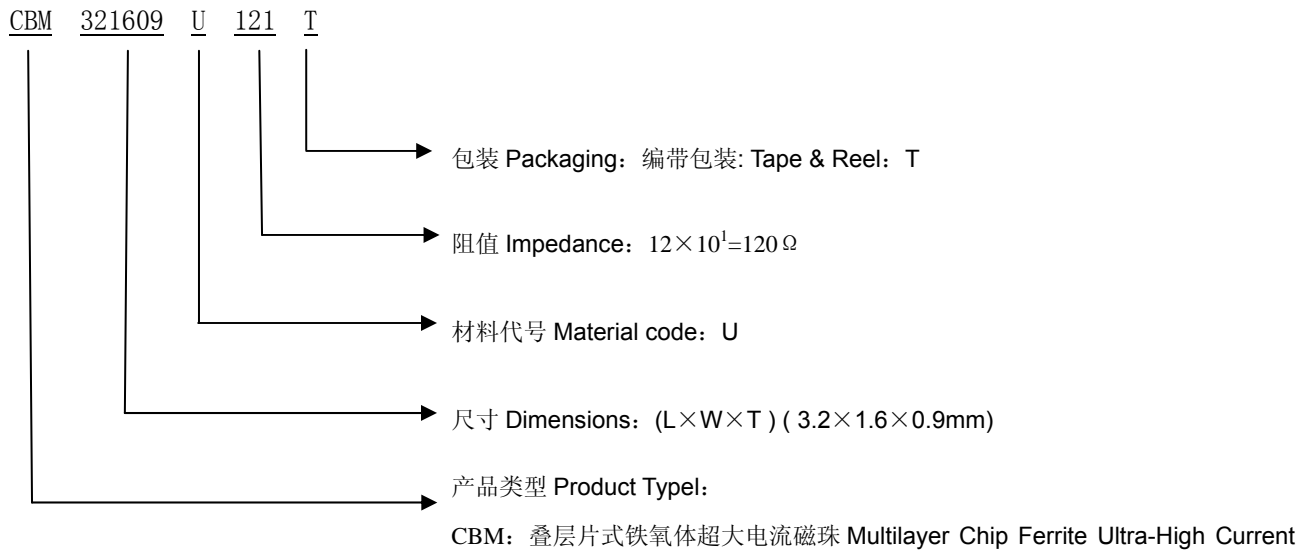 CBM 321609 U 121 T
包装 Packaging：编带包装: Tape & Reel：T
阻值 Impedance：12×10¹=120Ω
材料代号 Material code：U
尺寸 Dimensions：(L×W×T ) ( 3.2×1.6×0.9mm)
产品类型 Product Typel：
CBM：叠层片式铁氧体超大电流磁珠 Multilayer Chip Ferrite Ultra-High Current